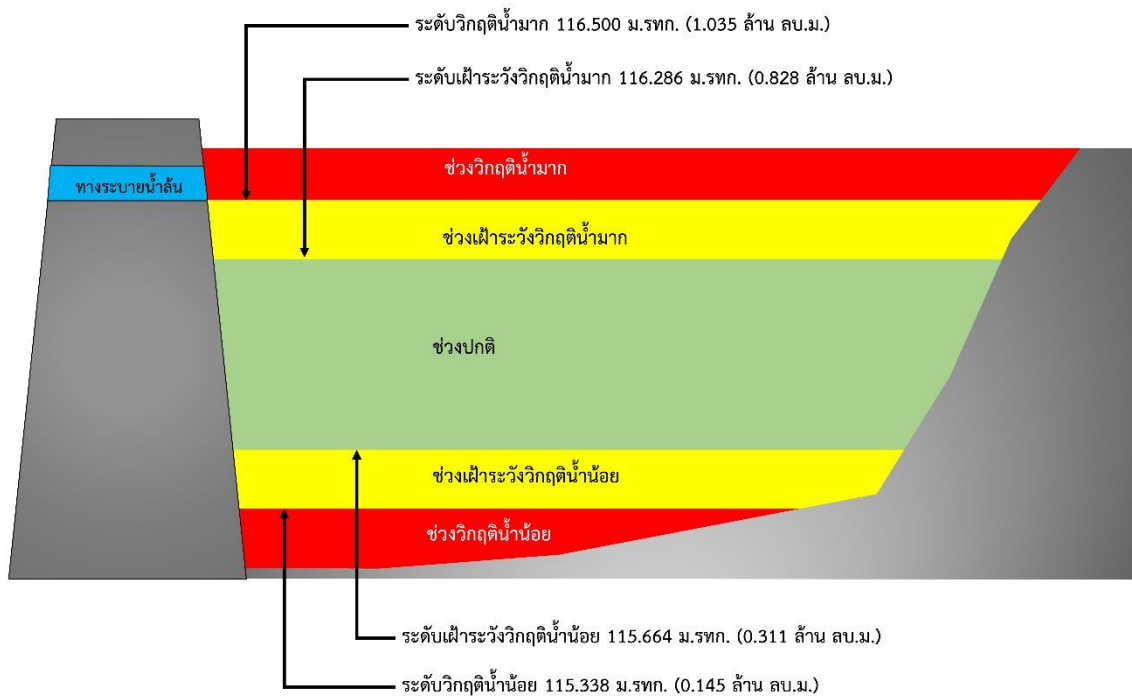 ระดับวิกฤติน้ำมาก 116.500 ม.รทก. (1.035 ล้าน ลบ.ม.)
ระดับเฝ้าระวังวิกฤติน้ำมาก 116.286 ม.รทก. (0.828 ล้าน ลบ.ม.)
ช่วงวิกฤติน้ำมาก
ทางระบายน้ำล้น
ช่วงเฝ้าระวังวิกฤติน้ำมาก
ช่วงปกติ
ช่วงเฝ้าระวังวิกฤติน้ำน้อย
ช่วงวิกฤติน้ำน้อย
ระดับเฝ้าระวังวิกฤติน้ำน้อย 115.664 ม.รทก. (0.311 ล้าน ลบ.ม.)
ระดับวิกฤติน้ำน้อย 115.338 ม.รทก. (0.145 ล้าน ลบ.ม.)